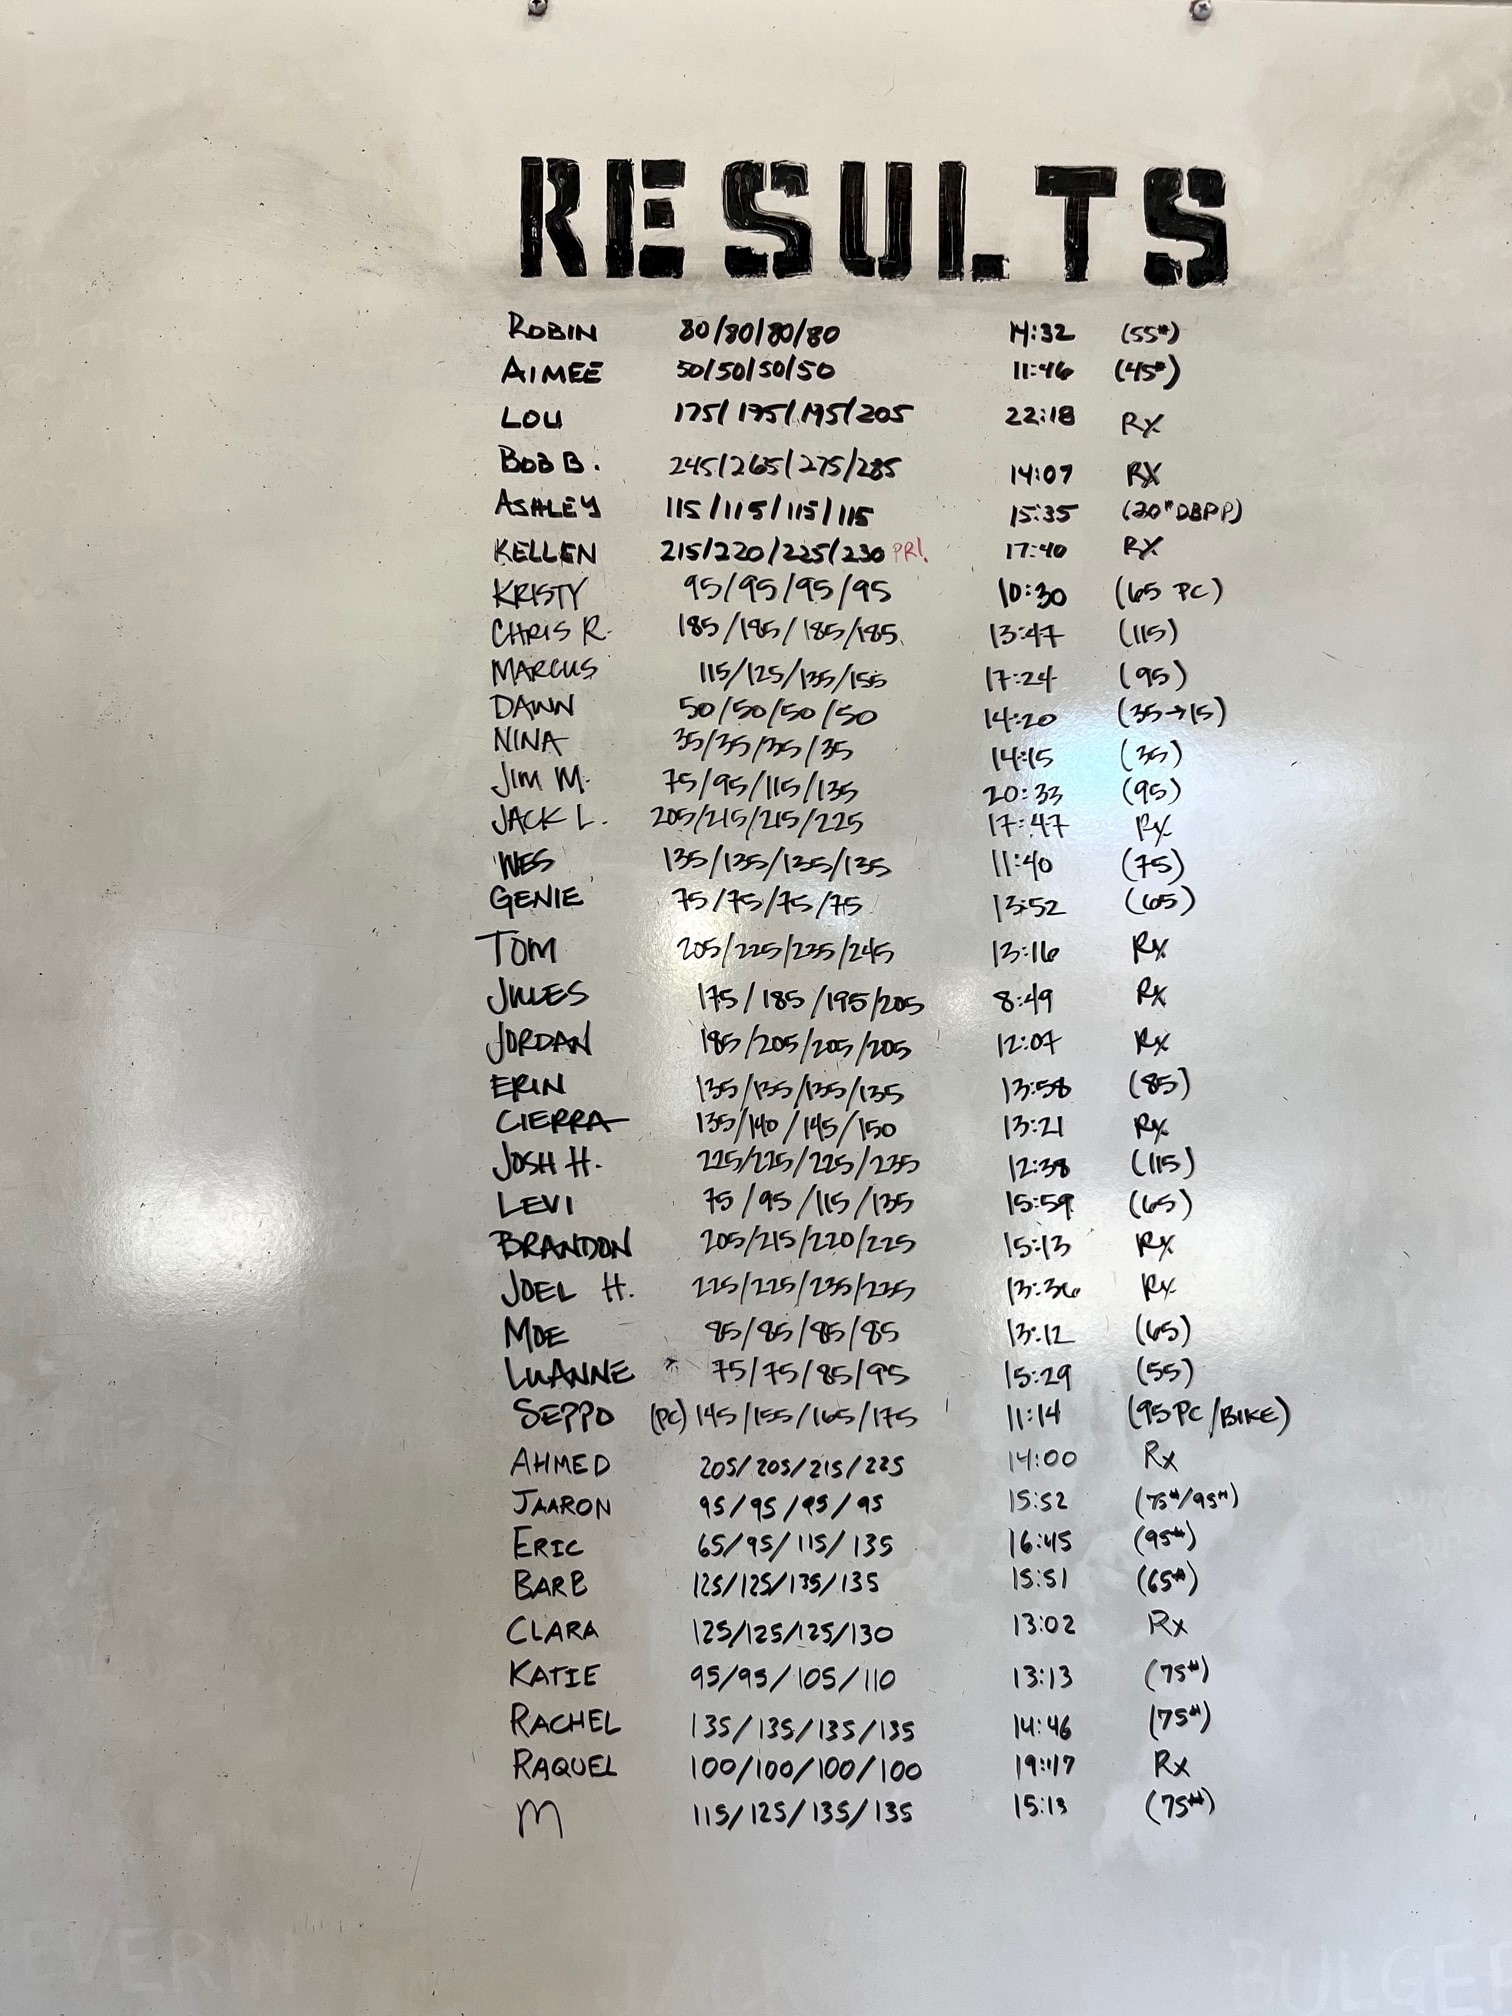 RESULTS
ROBIN 80/80/80/80 14:32 (55#)
AIMEE 50/50/50/50 11:46 (45#)
LOU 175/175/195/205 22:18 RX
BOB B. 245/265/275/285 14:07 RX
ASHLEY 115/115/115/115 15:35 (20#DBPP)
KELLEN 215/220/225/230 PR! 17:40 RX
KRISTY 95/95/95/95 10:30 (65 PC)
CHRIS R. 185/185/185/185 13:47 (115)
MARCUS 115/125/135/155 17:24 (95)
DAWN 50/50/50/50 14:20 (35→15)
NINA 35/35/35/35 14:15 (35)
JIM M. 75/95/115/135 20:33 (95)
JACK L. 205/215/215/225 17:47 Rx
WES 135/135/135/135 11:40 (75)
GENIE 75/75/75/75 13:52 (65)
TOM 205/225/235/245 13:16 Rx
JULES 175/185/195/205 8:49 Rx
JORDAN 185/205/205/205 12:07 Rx
ERIN 135/135/135/135 13:58 (85)
CIERRA 135/140/145/150 13:21 Rx
JOSH H. 225/225/225/235 12:38 (115)
LEVI 75/95/115/135 15:59 (65)
BRANDON 205/215/220/225 15:13 Rx
JOEL H. 225/225/235/235 13:36 Rx
MOE 85/85/85/85 13:12 (65)
LUANNE 75/75/85/95 15:29 (55)
SEPPO (PC) 145/155/165/175 11:14 (95 PC/BIKE)
AHMED 205/205/215/225 14:00 Rx
JAARON 95/95/95/95 15:52 (75#/95#)
ERIC 65/95/115/135 16:45 (95#)
BARB 125/125/135/135 15:51 (65#)
CLARA 125/125/125/130 13:02 Rx
KATIE 95/95/105/110 13:13 (75#)
RACHEL 135/135/135/135 14:46 (75#)
RAQUEL 100/100/100/100 Rx
M 115/125/135/135 15:13 (75#)
EVERIN BULGER